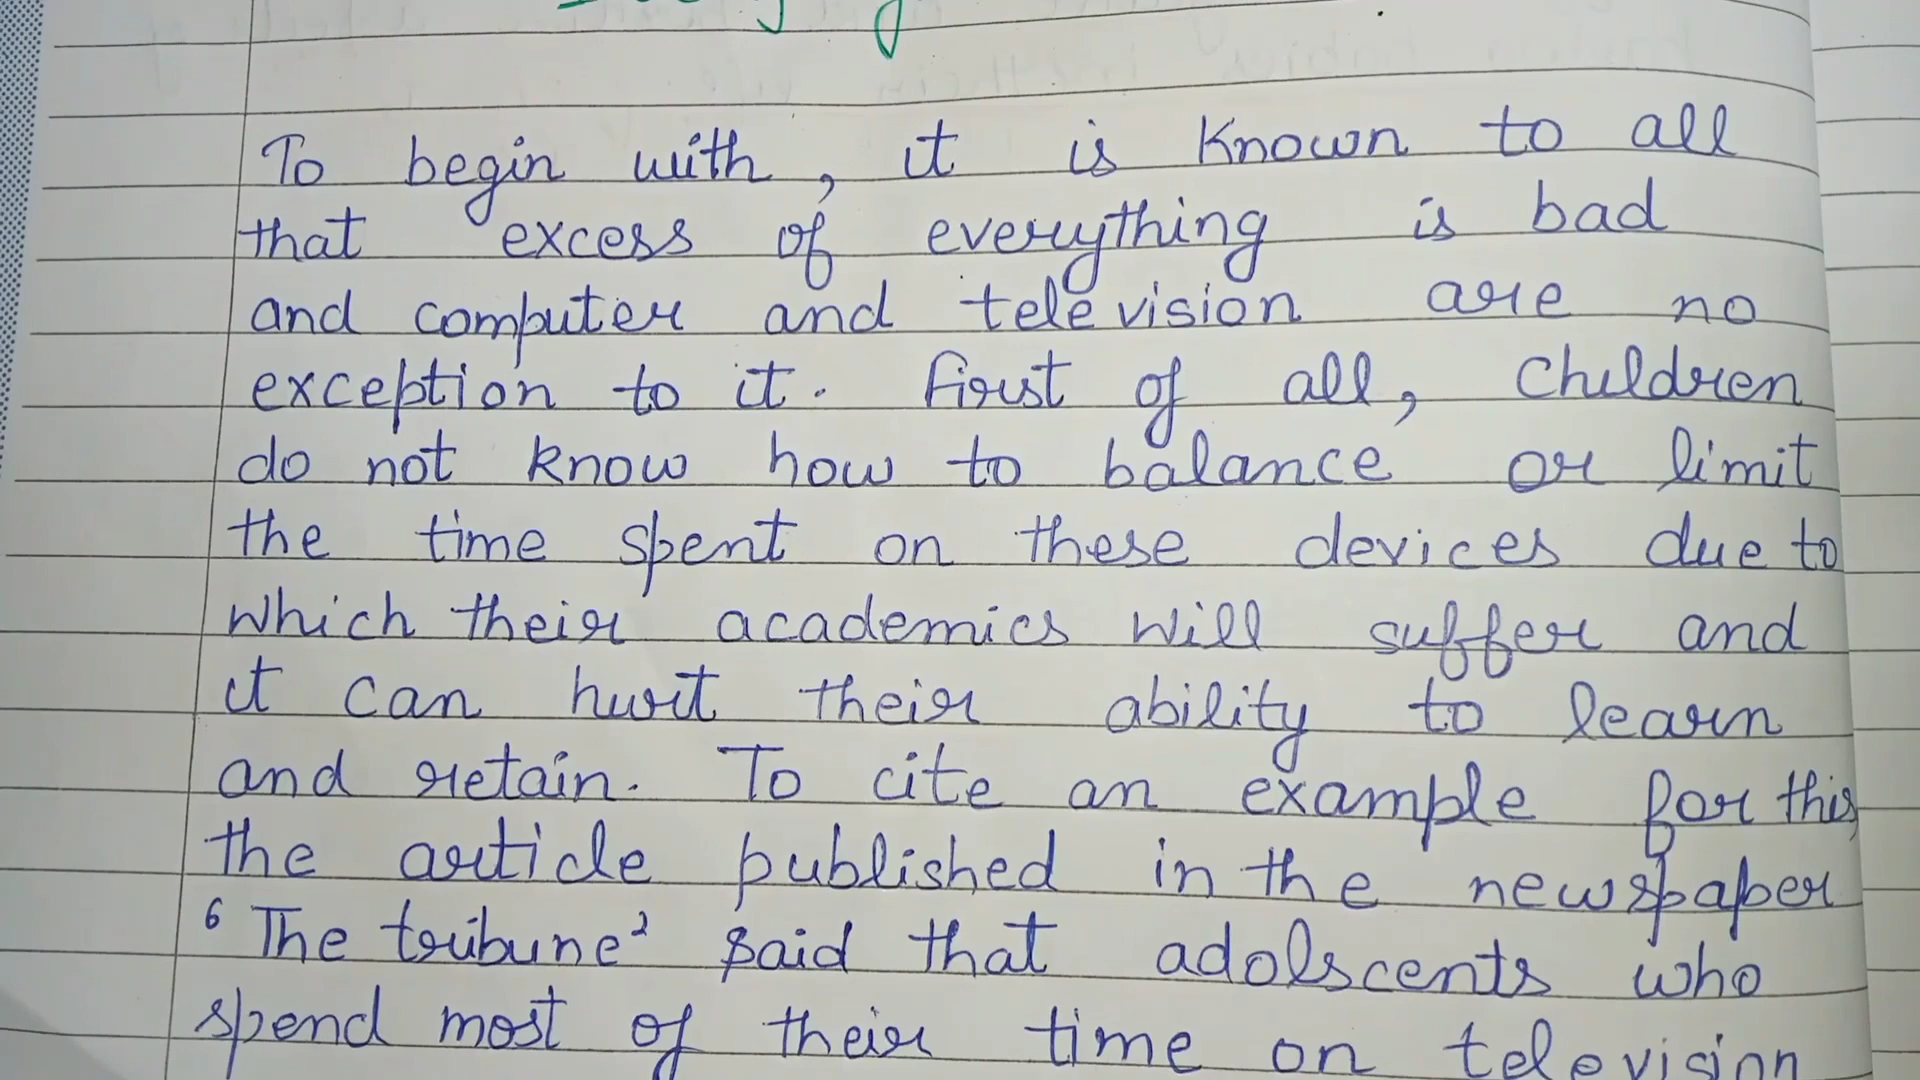 To begin with, it is known to all
that excess of everything is bad
and computer and television are no
exception to it. first of all, Children
do not know how to balance or limit
the time spent on these devices due to
which their academics will suffer and
it can hurt their ability to learn
and retain. To cite an example for this,
the article published in the newspaper
'The tribune' said that adolscents who
spend most of their time on television